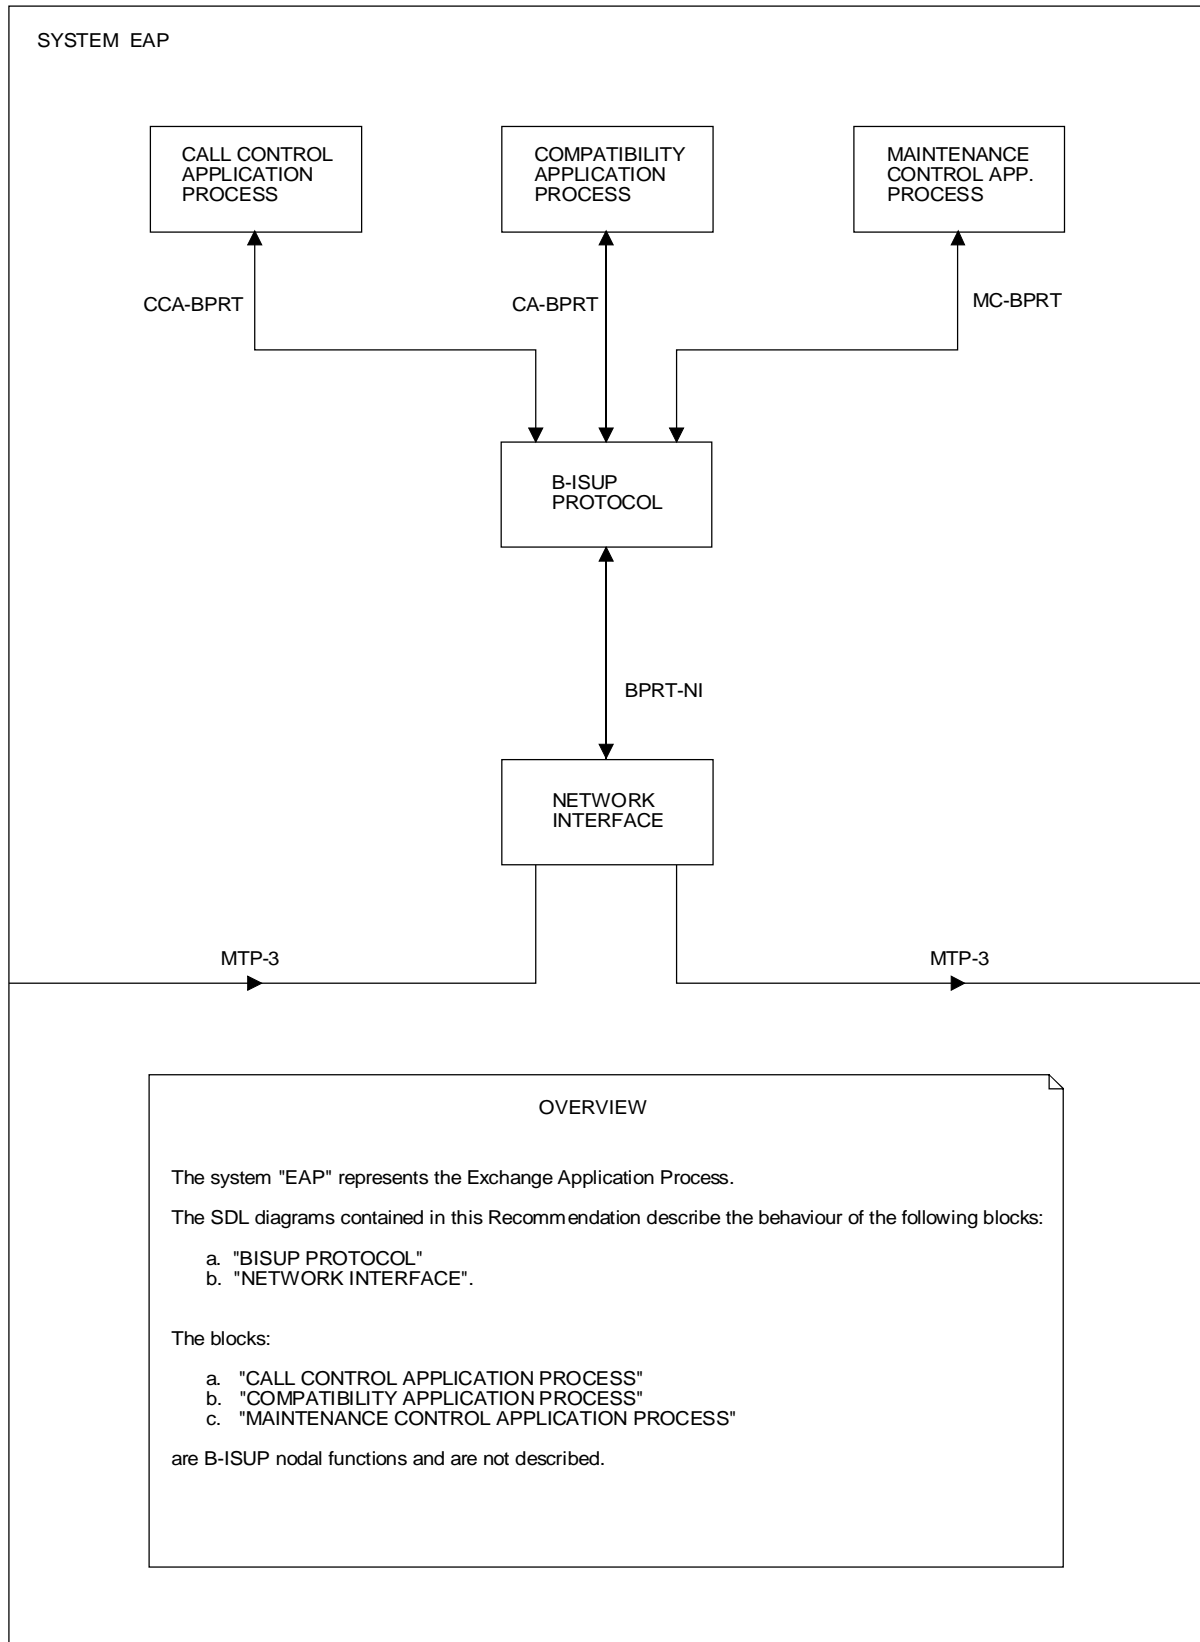 SYSTEM EAP
CALL CONTROL
APPLICATION
PROCESS
COMPATIBILITY
APPLICATION
PROCESS
MAINTENANCE
CONTROL APP.
PROCESS
CCA-BPRT
CA-BPRT
MC-BPRT
B-ISUP
PROTOCOL
BPRT-NI
NETWORK
INTERFACE
MTP-3
MTP-3
OVERVIEW
The system "EAP" represents the Exchange Application Process.
The SDL diagrams contained in this Recommendation describe the behaviour of the following blocks:
a. "BISUP PROTOCOL"
b. "NETWORK INTERFACE".
The blocks:
a. "CALL CONTROL APPLICATION PROCESS"
b. "COMPATIBILITY APPLICATION PROCESS"
c. "MAINTENANCE CONTROL APPLICATION PROCESS"
are B-ISUP nodal functions and are not described.